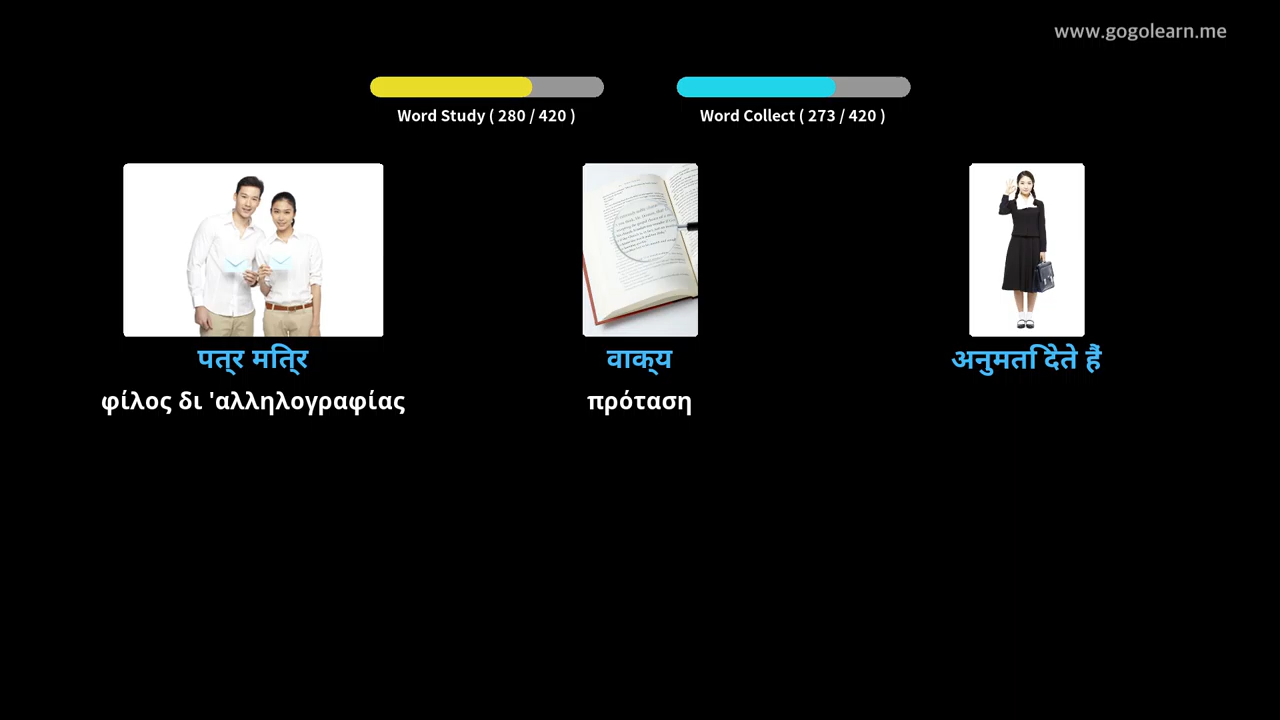 www.gogolearn.me
Word Study ( 280 / 420 )
Word Collect ( 273 / 420 )
पत्र मित्र
वाक्य
अनुमति देते हैं
φίλος δι 'αλληλογραφίας
πρόταση